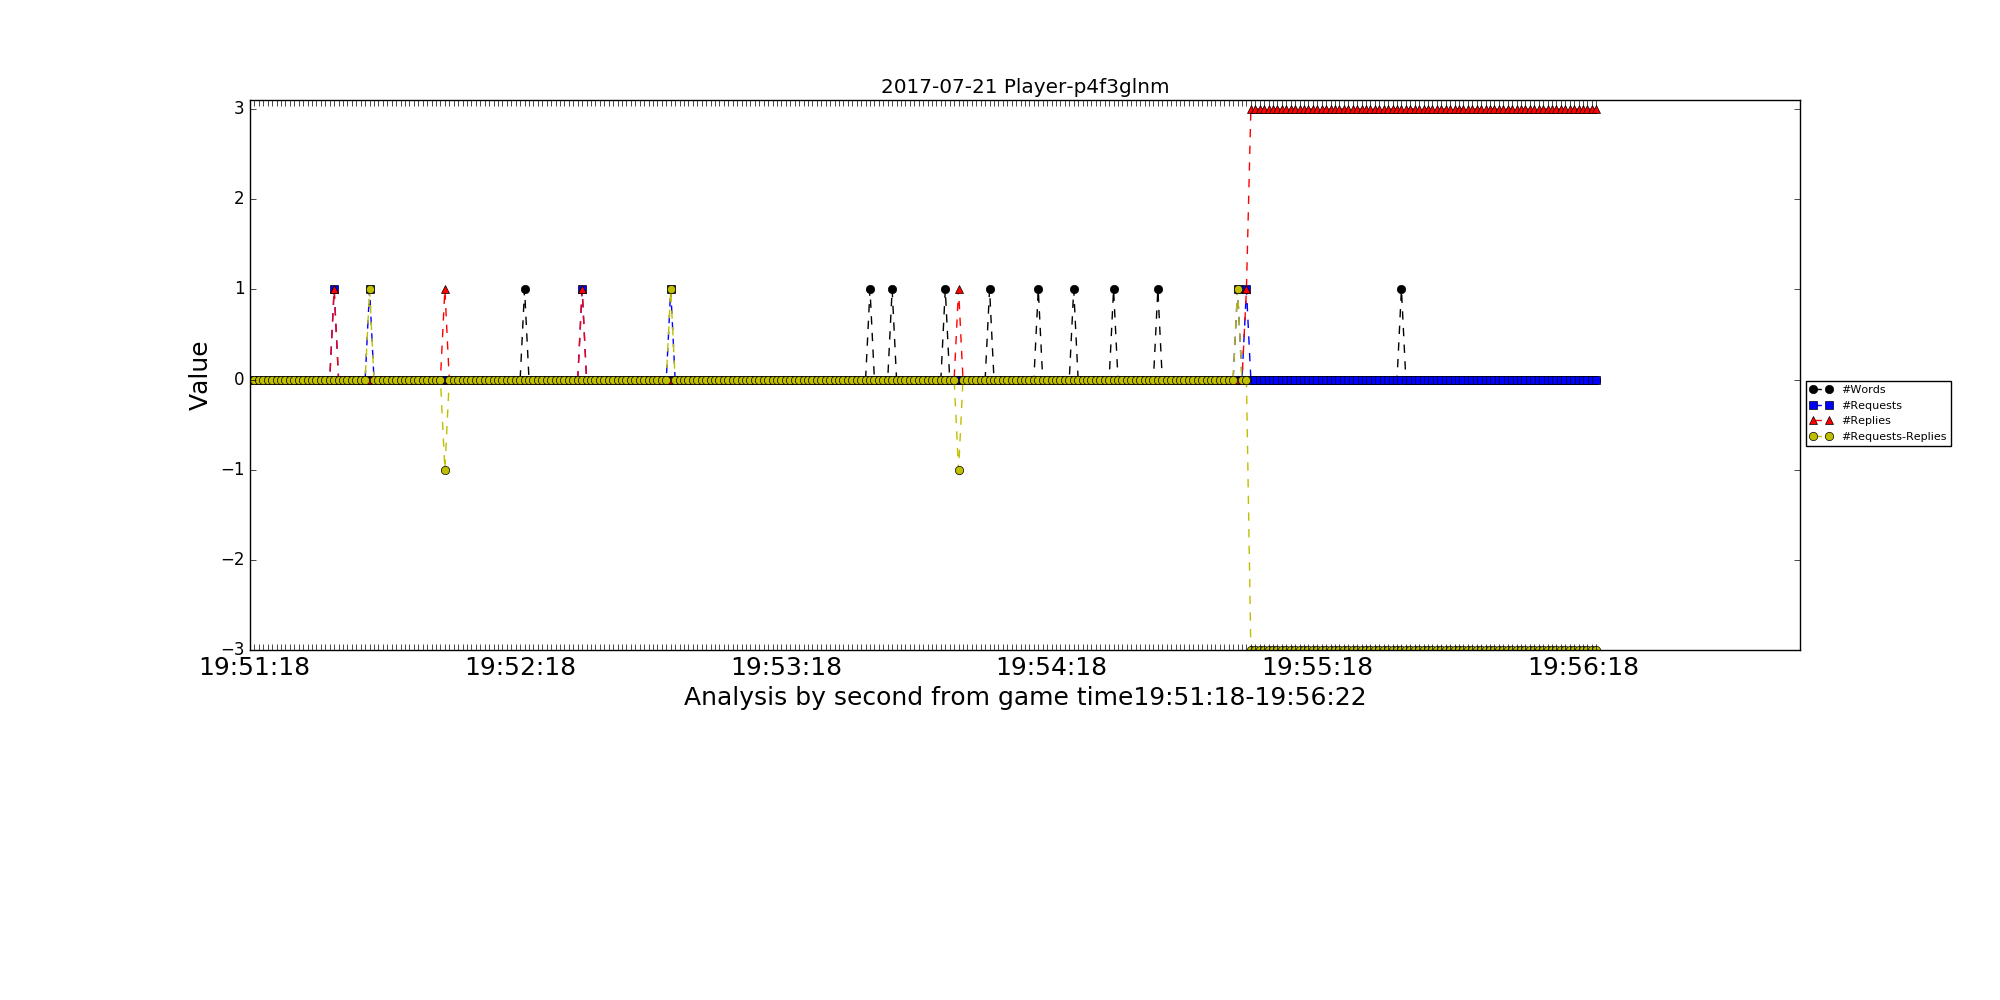 2017-07-21 Player-p4f3glnm
3
2
1
0
−1
−2
−3
Value
19:51:18 19:52:18 19:53:18 19:54:18 19:55:18 19:56:18
Analysis by second from game time19:51:18-19:56:22
#Words
#Requests
#Replies
#Requests-Replies